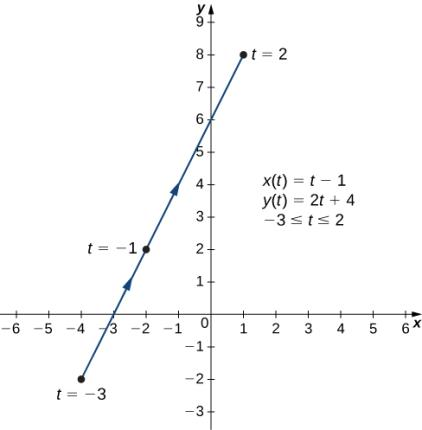 y
9
8
t = 2
7
6
5
x(t) = t − 1
4
y(t) = 2t + 4
3
−3 ≤ t ≤ 2
t = −1
2
1
−6 −5 −4 −3 −2 −1 0 1 2 3 4 5 6 x
−1
−2
t = −3
−3